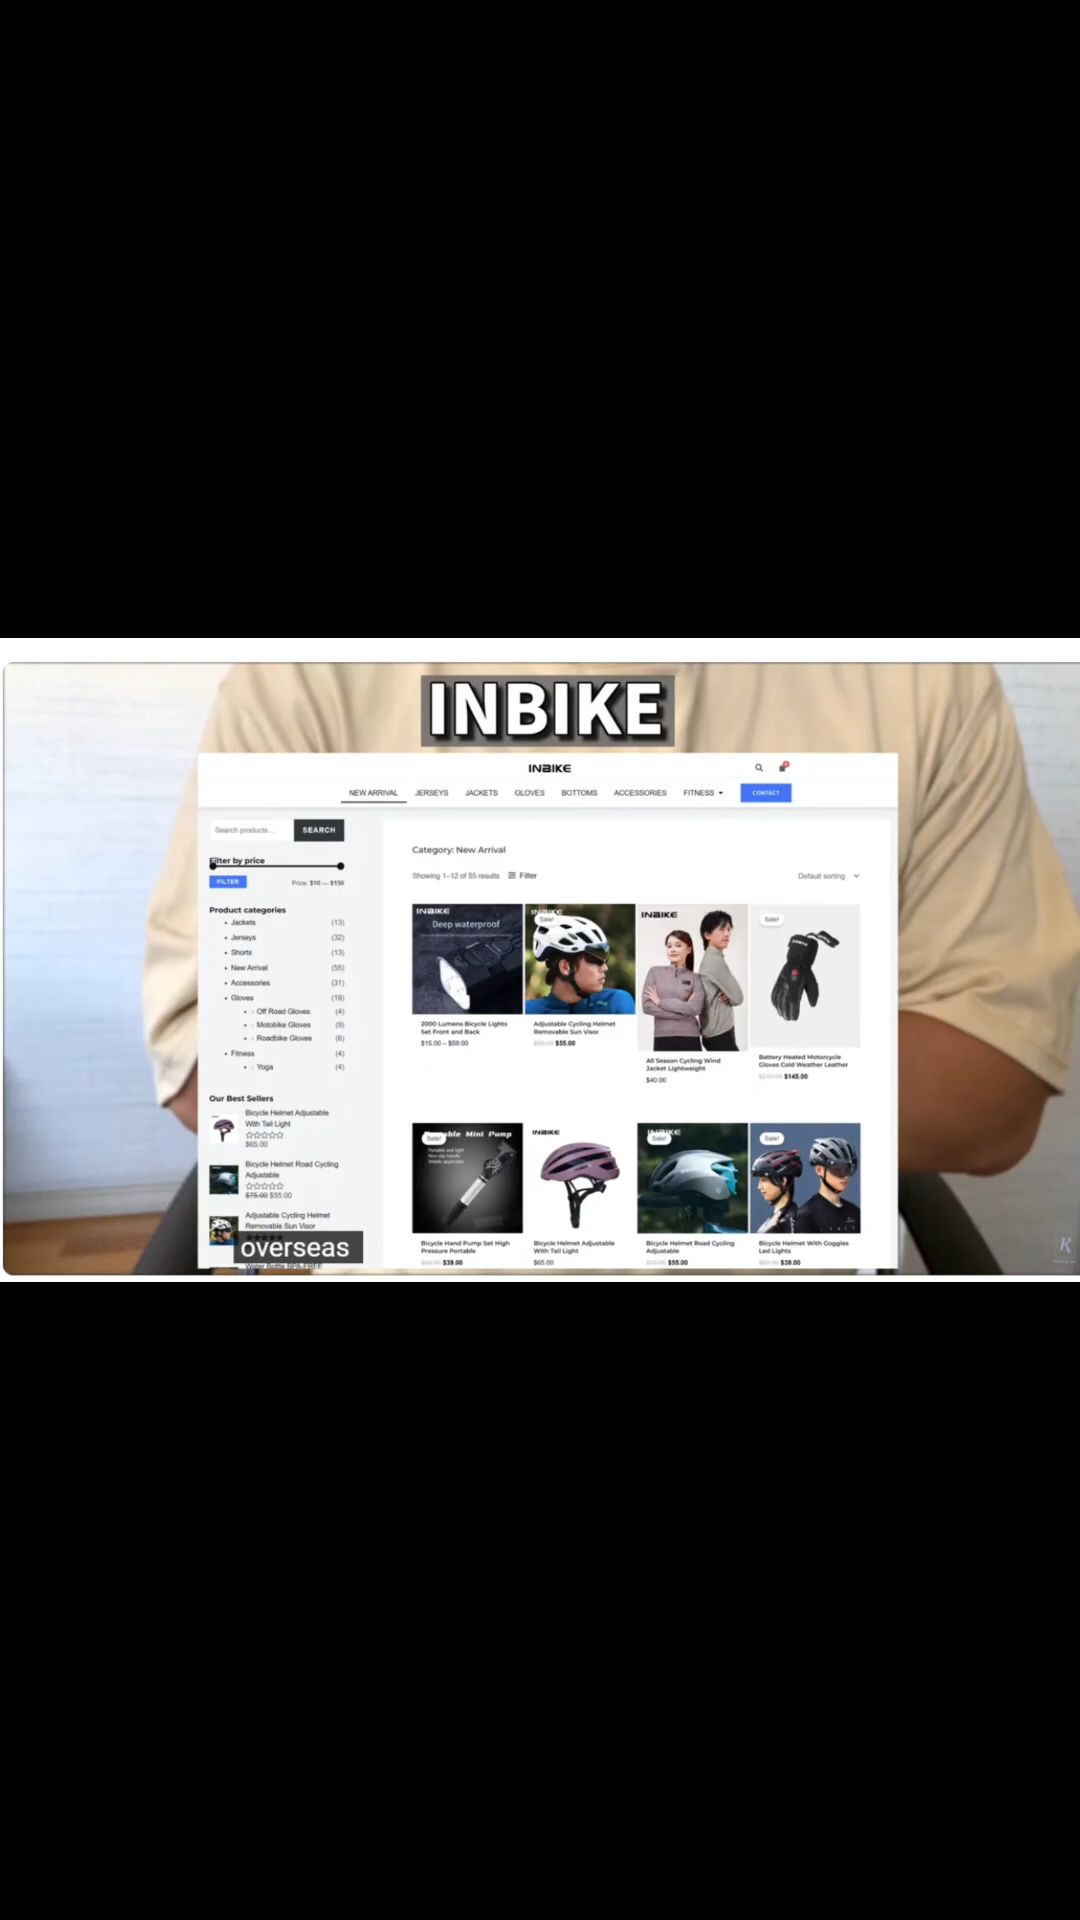 INBIKE
INBIKE
NEW ARRIVAL JERSEYS JACKETS GLOVES BOTTOMS ACCESSORIES FITNESS CONTACT
Search products... SEARCH
Filter by price
FILTER Price: $10 — $150
Product categories
Jackets (13)
Jerseys (32)
Shorts (13)
New Arrival (55)
Accessories (31)
Gloves (19)
Off Road Gloves (4)
Motobike Gloves (9)
Roadbike Gloves (6)
Fitness (4)
Yoga (4)
Our Best Sellers
Bicycle Helmet Adjustable
With Tail Light
$65.00
Bicycle Helmet Road Cycling
Adjustable
$75.00 $55.00
Adjustable Cycling Helmet
Removable Sun Visor
overseas
Category: New Arrival
Showing 1–12 of 55 results Filter
Default sorting
INBIKE
Deep waterproof
2000 Lumens Bicycle Lights
Set Front and Back
$15.00 – $59.00
INBIKE
Sale!
Adjustable Cycling Helmet
Removable Sun Visor
$55.00
INBIKE
All Season Cycling Wind
Jacket Lightweight
$40.00
Sale!
Battery Heated Motorcycle
Gloves Cold Weather Leather
$145.00
Mini Pump
Sale!
Portable and light
Bicycle Hand Pump Set High
Pressure Portable
$39.00
INBIKE
Bicycle Helmet Adjustable
With Tail Light
$65.00
INBIKE
Sale!
Bicycle Helmet Road Cycling
Adjustable
$55.00
Sale!
Bicycle Helmet With Goggles
Led Lights
$39.00
K